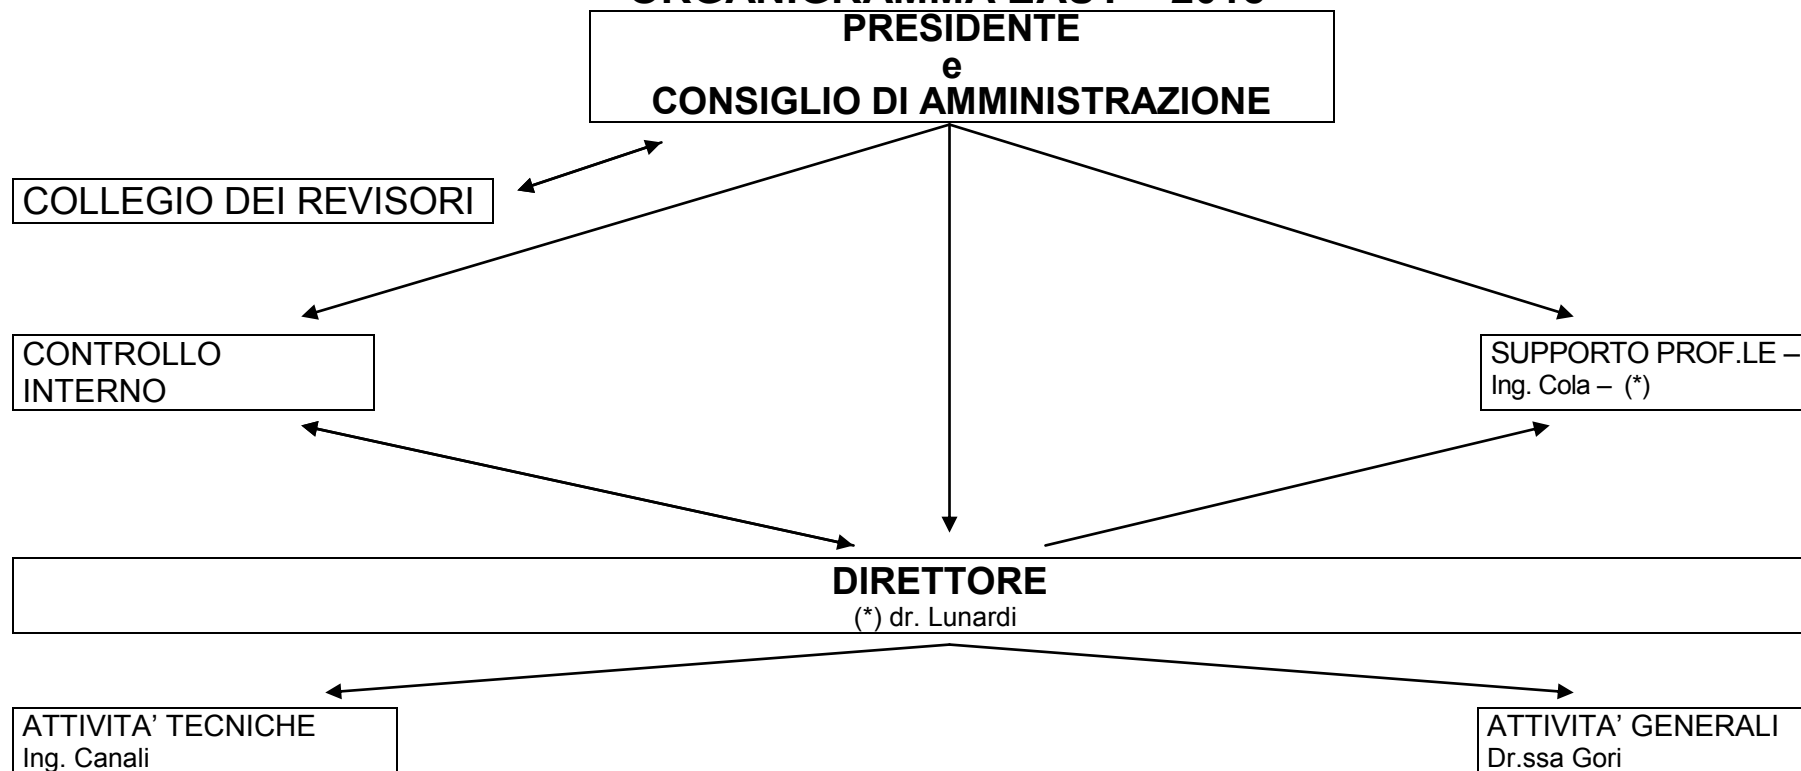 PRESIDENTE
e
CONSIGLIO DI AMMINISTRAZIONE
COLLEGIO DEI REVISORI
CONTROLLO
INTERNO
SUPPORTO PROF.LE –
Ing. Cola – (*)
DIRETTORE
(*) dr. Lunardi
ATTIVITA’ TECNICHE
Ing. Canali
ATTIVITA’ GENERALI
Dr.ssa Gori